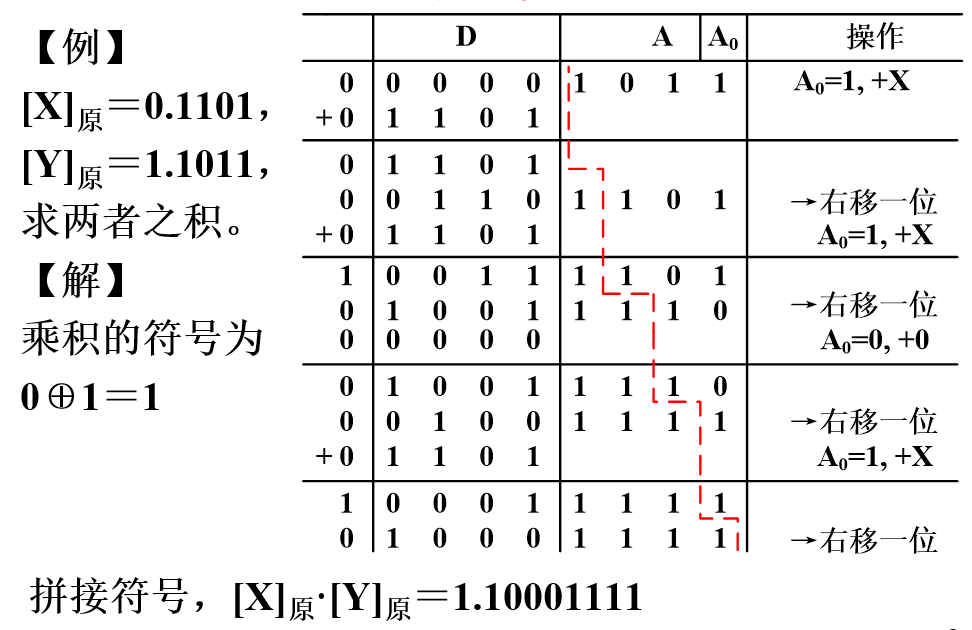 【例】
[X]原＝0.1101，
[Y]原＝1.1011，
求两者之积。
【解】
乘积的符号为
0⊕1＝1
D A A0 操作
0 0 0 0 0 1 0 1 1 A0=1, +X
+0 1 1 0 1
0 1 1 0 1
0 0 1 1 0 1 1 0 1 →右移一位
+0 1 1 0 1 A0=1, +X
1 0 0 1 1 1 1 0 1
0 1 0 0 1 1 1 1 0 →右移一位
0 0 0 0 0 A0=0, +0
0 1 0 0 1 1 1 1 0
0 0 1 0 0 1 1 1 1 →右移一位
+0 1 1 0 1 A0=1, +X
1 0 0 0 1 1 1 1 1
0 1 0 0 0 1 1 1 1 →右移一位
拼接符号，[X]原·[Y]原＝1.10001111